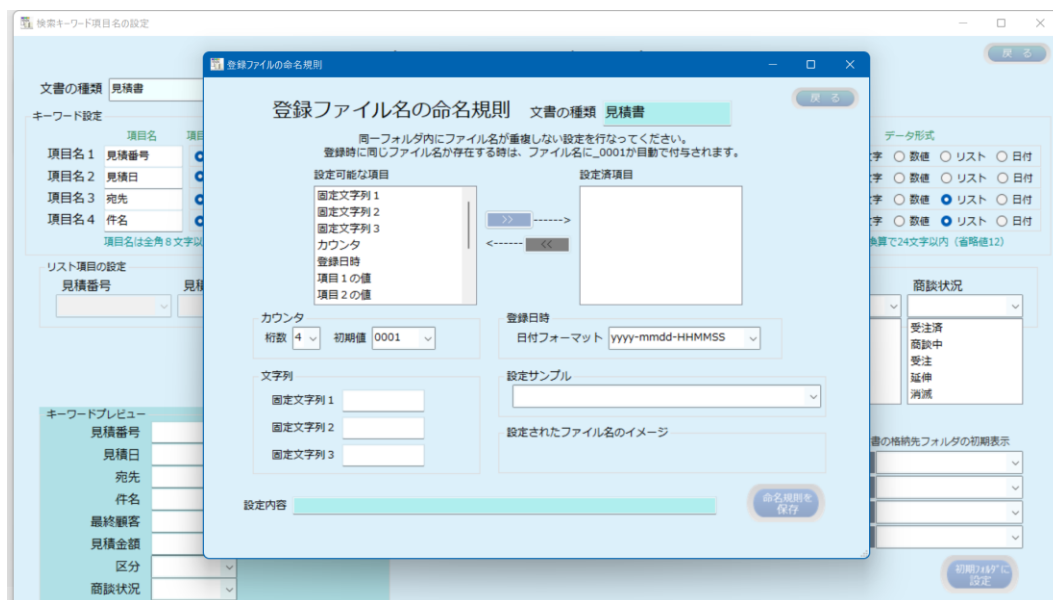 検索キーワード項目名の設定
戻る
文書の種類 見積書
キーワード設定
項目名
項目名1 見積番号
項目名2 見積日
項目名3 宛先
項目名4 件名
項目名は全角8文字以
データ形式
字 数値 リスト 日付
字 数値 リスト 日付
字 数値 リスト 日付
字 数値 リスト 日付
換算で24文字以内（省略値12）
リスト項目の設定
見積番号
商談状況
受注済
商談中
受注
延伸
消滅
キーワードプレビュー
見積番号
見積日
宛先
件名
最終顧客
見積金額
区分
商談状況
書の格納先フォルダの初期表示
初期フォルダに
設定
登録ファイルの命名規則
戻る
登録ファイル名の命名規則 文書の種類 見積書
同一フォルダ内にファイル名が重複しない設定を行なってください。
登録時に同じファイル名が存在する時は、ファイル名に_0001が自動で付与されます。
設定可能な項目
固定文字列1
固定文字列2
固定文字列3
カウンタ
登録日時
項目1の値
項目2の値
>> ------>
<------ <<
設定済項目
カウンタ
桁数 4 初期値 0001
登録日時
日付フォーマット yyyy-mmdd-HHMMSS
文字列
固定文字列1
固定文字列2
固定文字列3
設定サンプル
設定されたファイル名のイメージ
設定内容
命名規則を
保存